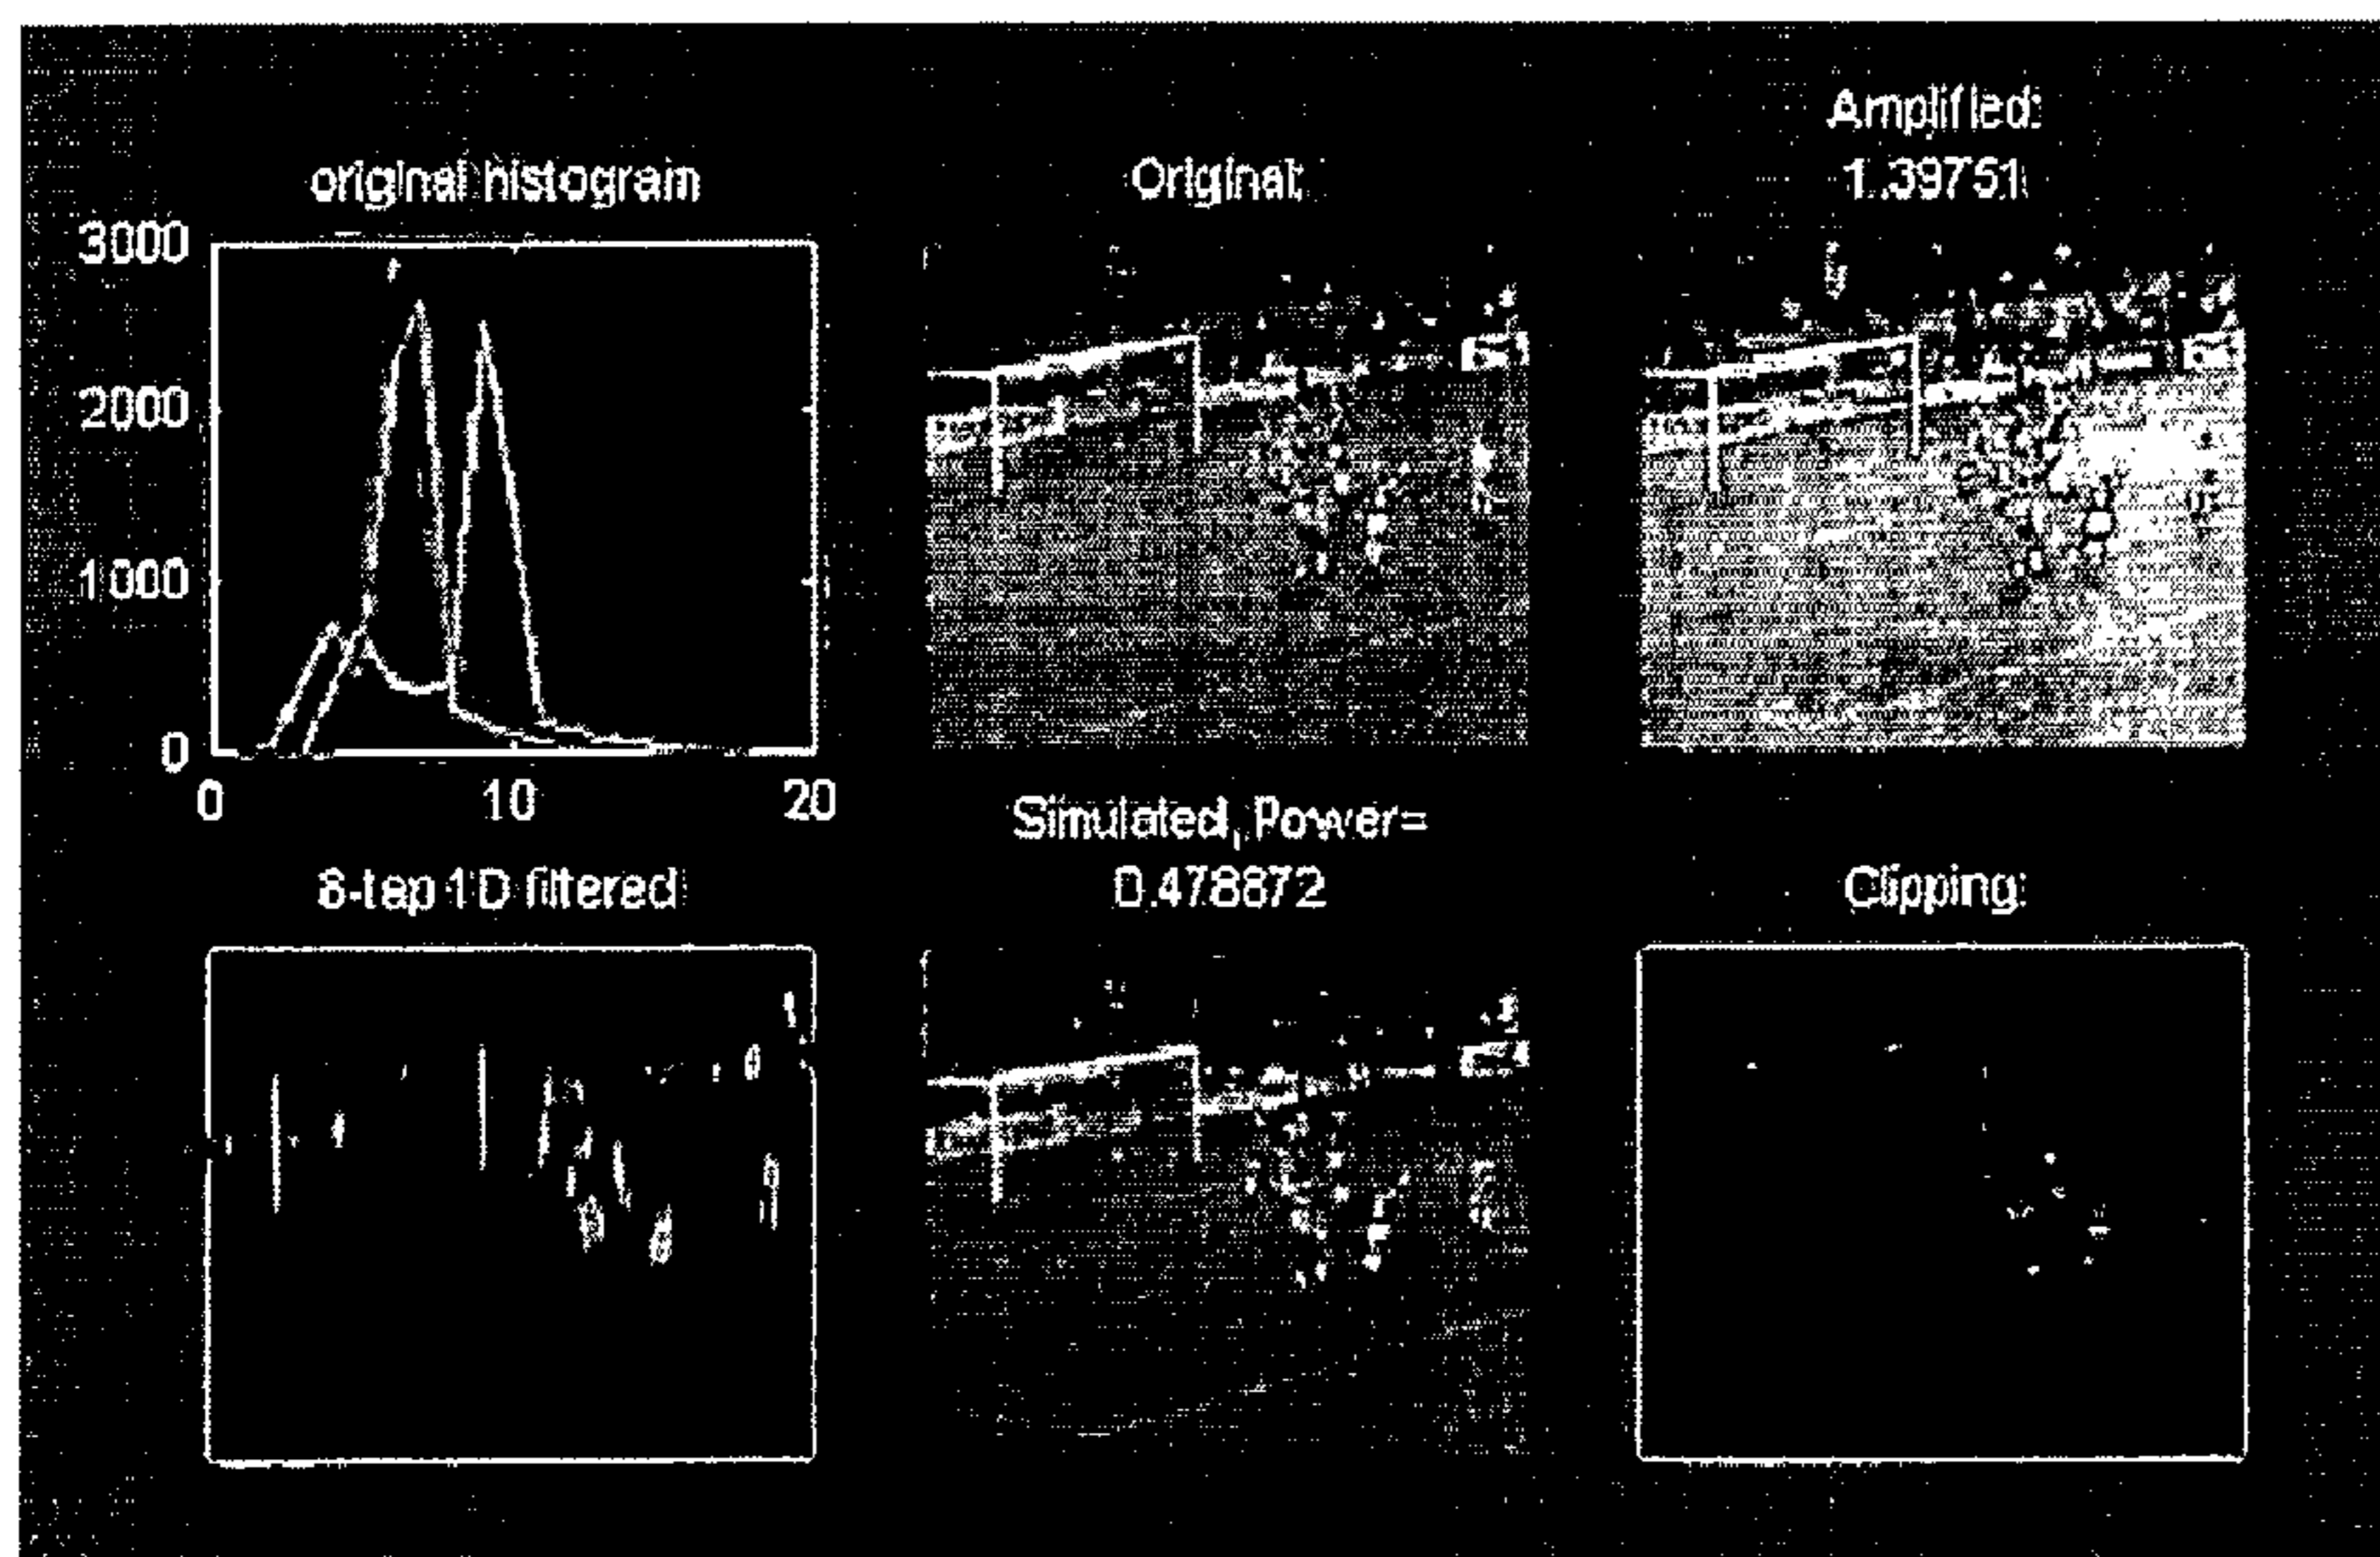 original histogram
3000
2000
1000
0
0 10 20
Original:
Amplified:
1.39751
8-tap 1D filtered
Simulated, Power=
0.478872
Clipping: